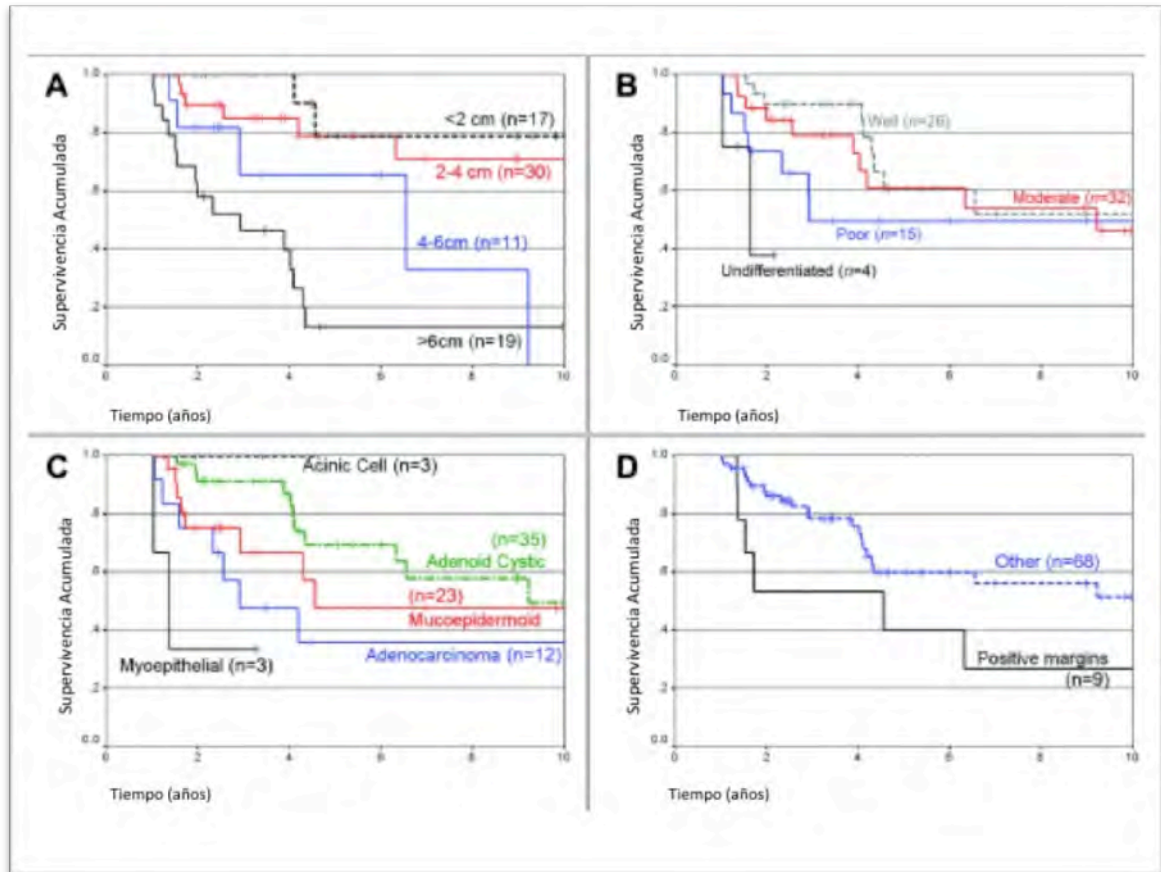 A
Supervivencia Acumulada
1.0
.8
.6
.4
.2
0.0
<2 cm (n=17)
2-4 cm (n=30)
4-6cm (n=11)
>6cm (n=19)
2
4
6
8
10
Tiempo (años)
B
Supervivencia Acumulada
1.0
.8
.6
.4
.2
0.0
Well (n=26)
Moderate (n=32)
Poor (n=15)
Undifferentiated (n=4)
0
2
4
6
8
10
Tiempo (años)
C
Supervivencia Acumulada
1.0
.8
.6
.4
.2
0.0
Acinic Cell (n=3)
(n=35)
Adenoid Cystic
(n=23)
Mucoepidermoid
Adenocarcinoma (n=12)
Myoepithelial (n=3)
0
2
4
6
8
10
Tiempo (años)
D
Supervivencia Acumulada
1.0
.8
.6
.4
.2
0.0
Other (n=68)
Positive margins
(n=9)
0
2
4
6
8
10
Tiempo (años)